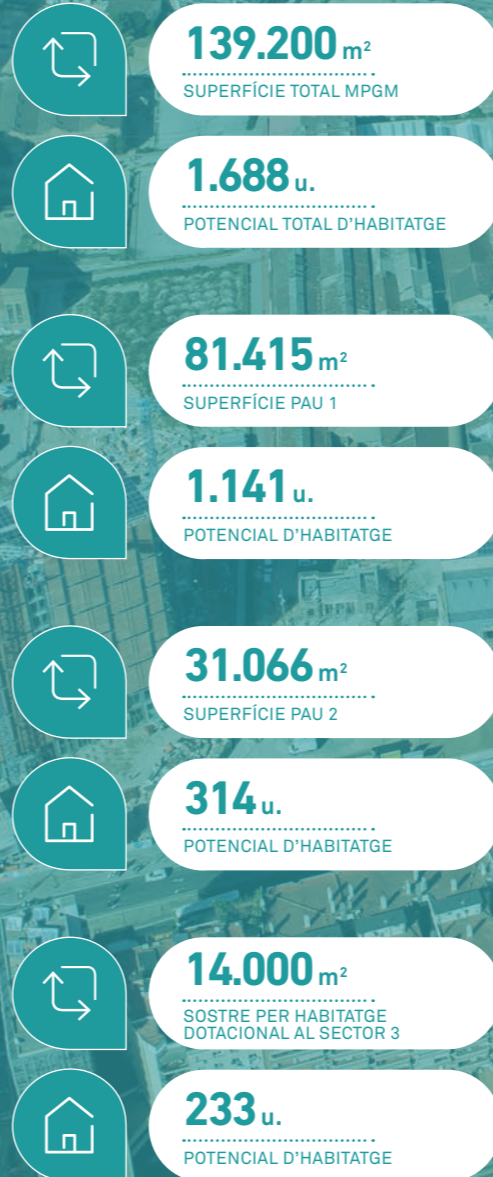 139.200 m²
SUPERFÍCIE TOTAL MPGM
1.688 u.
POTENCIAL TOTAL D'HABITATGE
81.415 m²
SUPERFÍCIE PAU 1
1.141 u.
POTENCIAL D'HABITATGE
31.066 m²
SUPERFÍCIE PAU 2
314 u.
POTENCIAL D'HABITATGE
14.000 m²
SOSTRE PER HABITATGE
DOTACIONAL AL SECTOR 3
233 u.
POTENCIAL D'HABITATGE